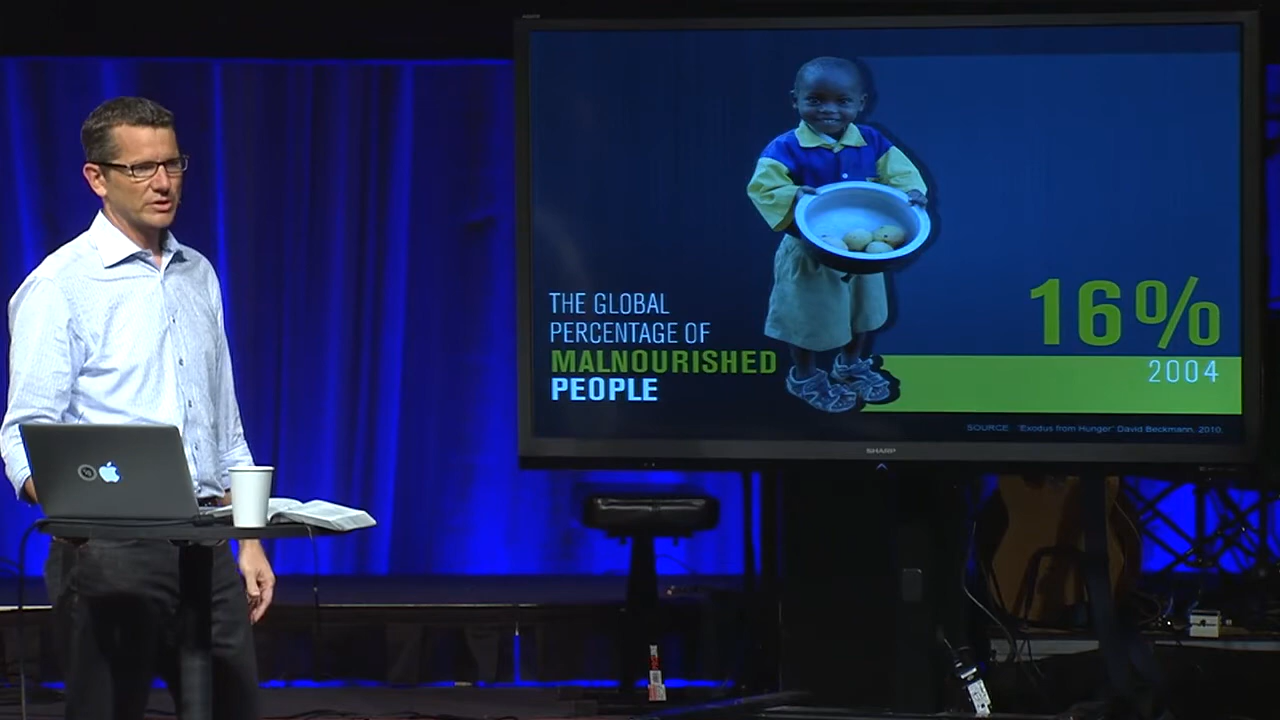 THE GLOBAL
PERCENTAGE OF
MALNOURISHED
PEOPLE
16%
2004
SOURCE: "Exodus from Hunger" David Beckmann, 2010.
SHARP